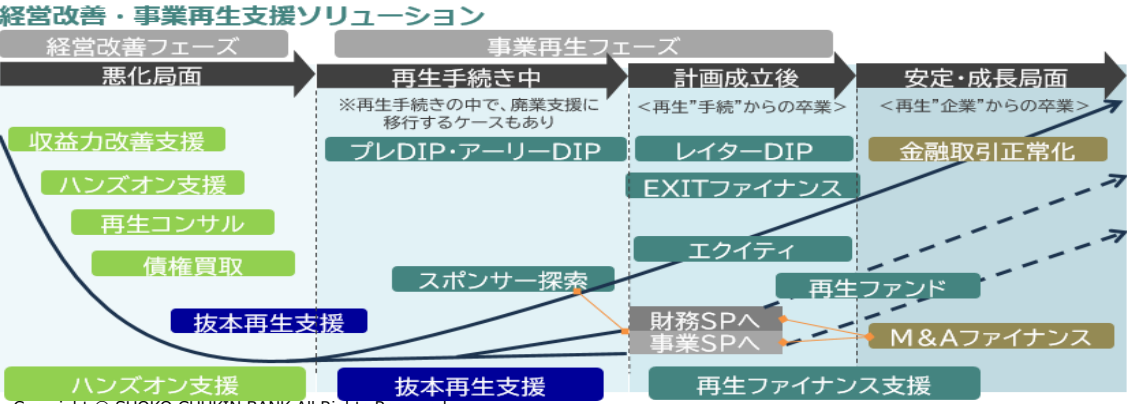 経営改善・事業再生支援ソリューション
経営改善フェーズ
事業再生フェーズ
悪化局面
再生手続き中
計画成立後
安定・成長局面
※再生手続きの中で、廃業支援に
移行するケースもあり
＜再生”手続”からの卒業＞
＜再生”企業”からの卒業＞
収益力改善支援
プレDIP・アーリーDIP
レイターDIP
金融取引正常化
ハンズオン支援
EXITファイナンス
再生コンサル
エクイティ
債権買取
スポンサー探索
再生ファンド
抜本再生支援
財務SPへ
事業SPへ
M&Aファイナンス
ハンズオン支援
抜本再生支援
再生ファイナンス支援